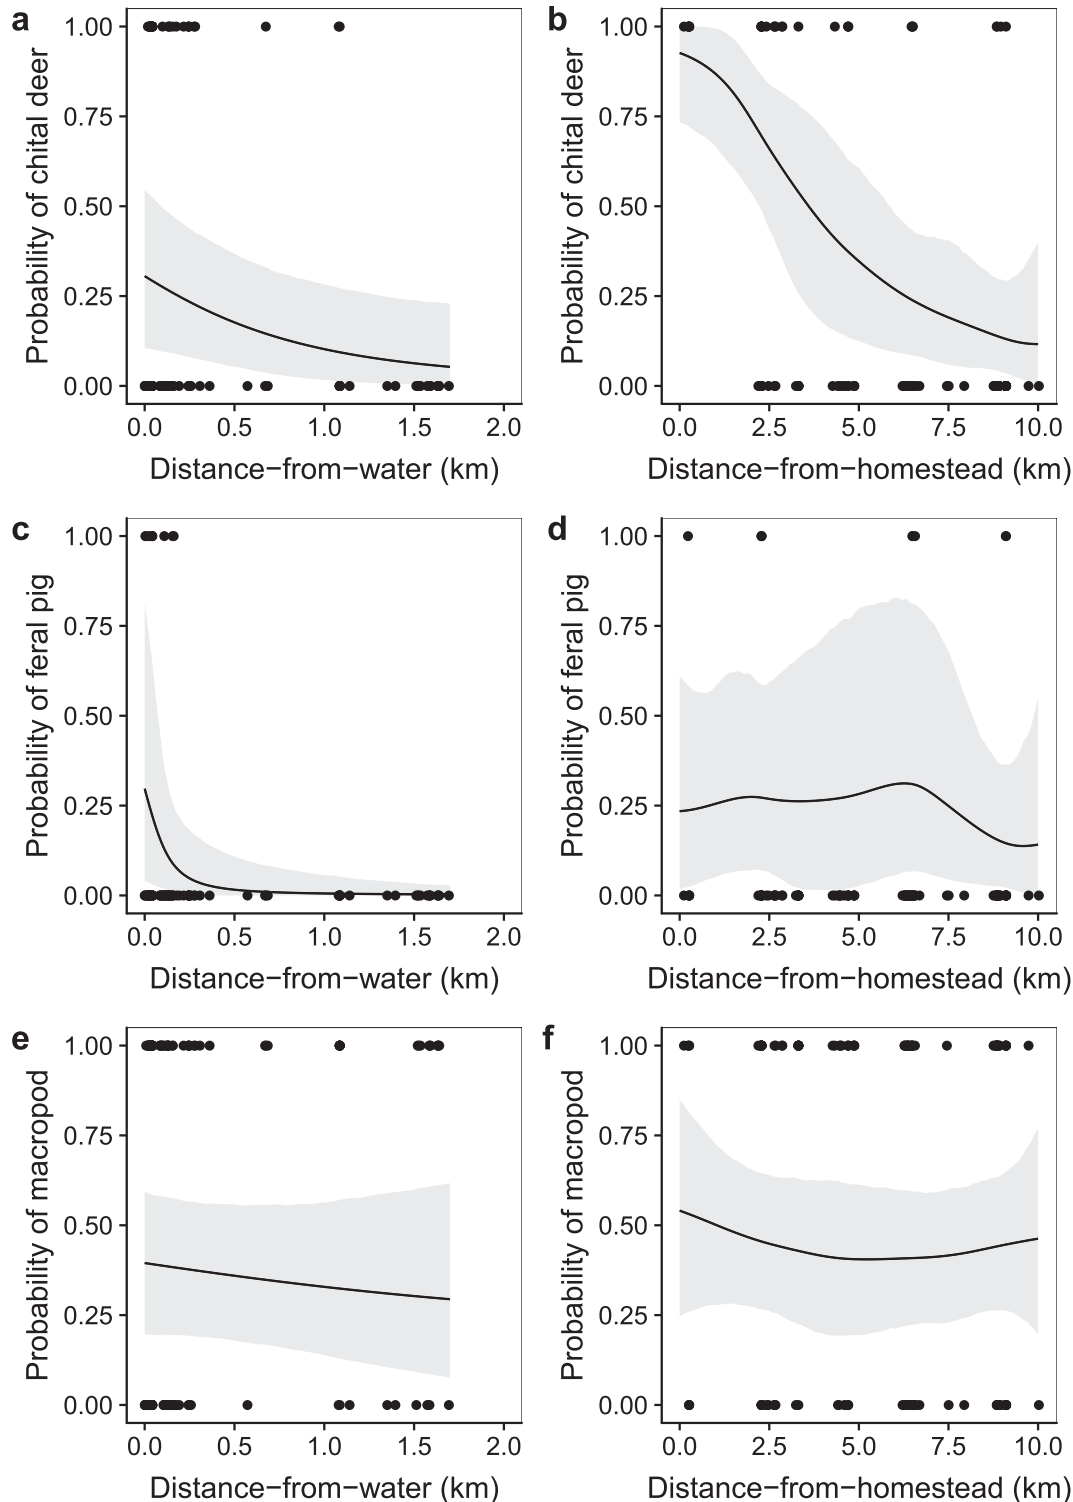 a
1.00
0.75
0.50
0.25
0.00
Probability of chital deer
0.0 0.5 1.0 1.5 2.0
Distance−from−water (km)
b
1.00
0.75
0.50
0.25
0.00
Probability of chital deer
0.0 2.5 5.0 7.5 10.0
Distance−from−homestead (km)
c
1.00
0.75
0.50
0.25
0.00
Probability of feral pig
0.0 0.5 1.0 1.5 2.0
Distance−from−water (km)
d
1.00
0.75
0.50
0.25
0.00
Probability of feral pig
0.0 2.5 5.0 7.5 10.0
Distance−from−homestead (km)
e
1.00
0.75
0.50
0.25
0.00
Probability of macropod
0.0 0.5 1.0 1.5 2.0
Distance−from−water (km)
f
1.00
0.75
0.50
0.25
0.00
Probability of macropod
0.0 2.5 5.0 7.5 10.0
Distance−from−homestead (km)